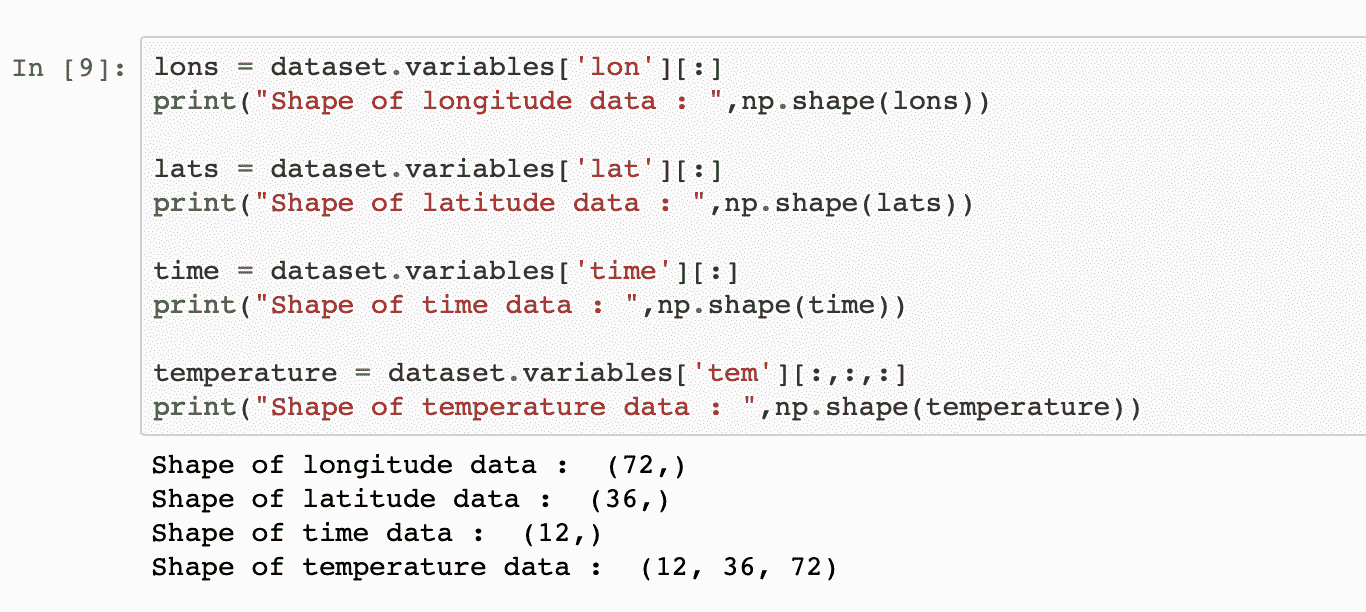 In [9]: lons = dataset.variables['lon'][:]
print("Shape of longitude data : ",np.shape(lons))
lats = dataset.variables['lat'][:]
print("Shape of latitude data : ",np.shape(lats))
time = dataset.variables['time'][:]
print("Shape of time data : ",np.shape(time))
temperature = dataset.variables['tem'][:,:,:]
print("Shape of temperature data : ",np.shape(temperature))
Shape of longitude data :  (72,)
Shape of latitude data :  (36,)
Shape of time data :  (12,)
Shape of temperature data :  (12, 36, 72)